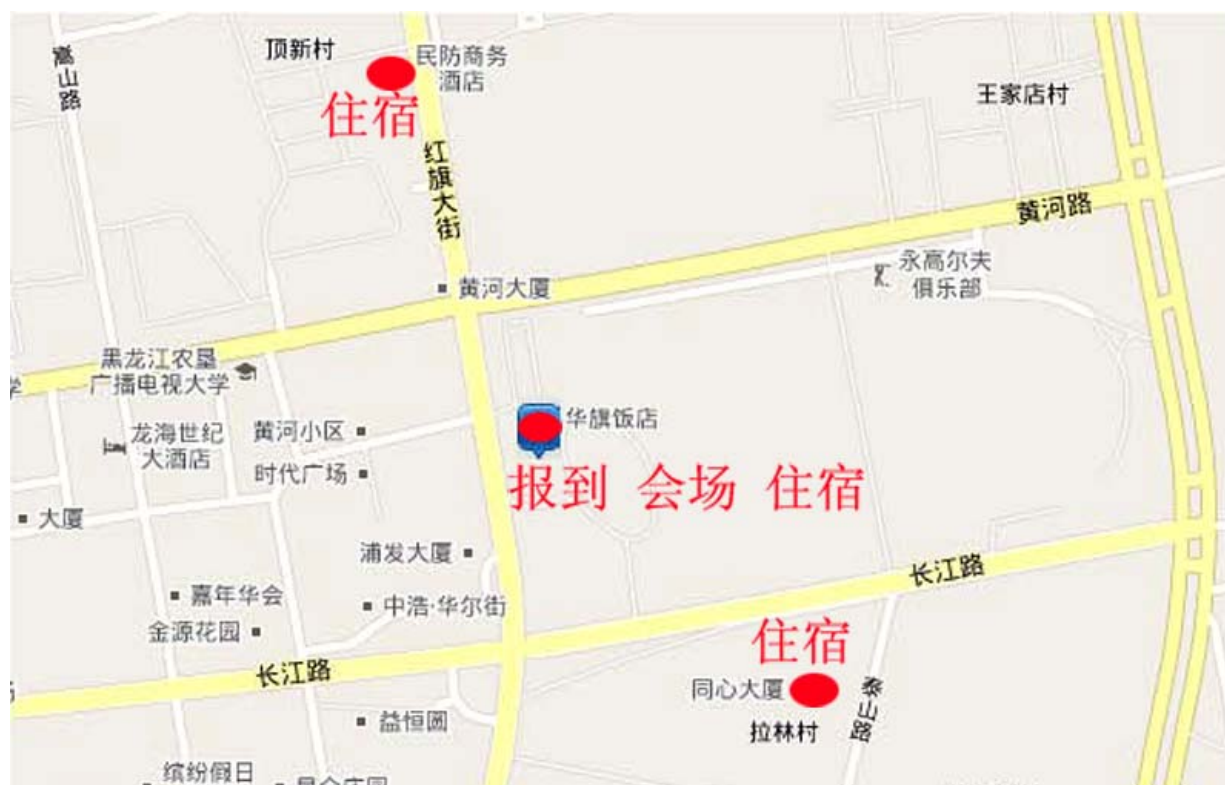 嵩山路
顶新村
民防商务
酒店
住宿
王家店村
红旗大街
黄河路
永高尔夫
俱乐部
黄河大厦
黑龙江农垦
广播电视大学
学
华旗饭店
龙海世纪
大酒店
黄河小区
时代广场
报到 会场 住宿
大厦
浦发大厦
长江路
嘉年华会
中浩·华尔街
金源花园
住宿
长江路
同心大厦
泰山路
益恒圆
拉林村
缤纷假日